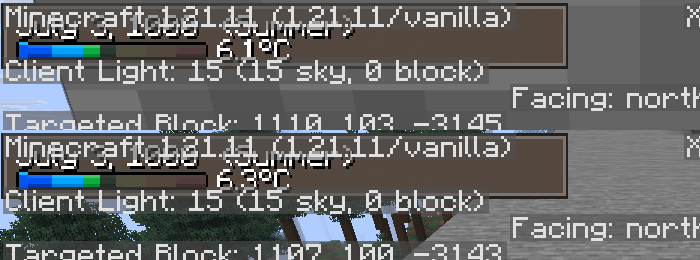 Minecraft 1.21.11 (1.21.11/vanilla)
(Summer)
6.1°C
Client Light: 15 (15 sky, 0 block)
Facing: north
Targeted Block: 1110 103 -3145
Minecraft 1.21.11 (1.21.11/vanilla)
(Summer)
6.3°C
Client Light: 15 (15 sky, 0 block)
Facing: north
Targeted Block: 1107 100 -3143